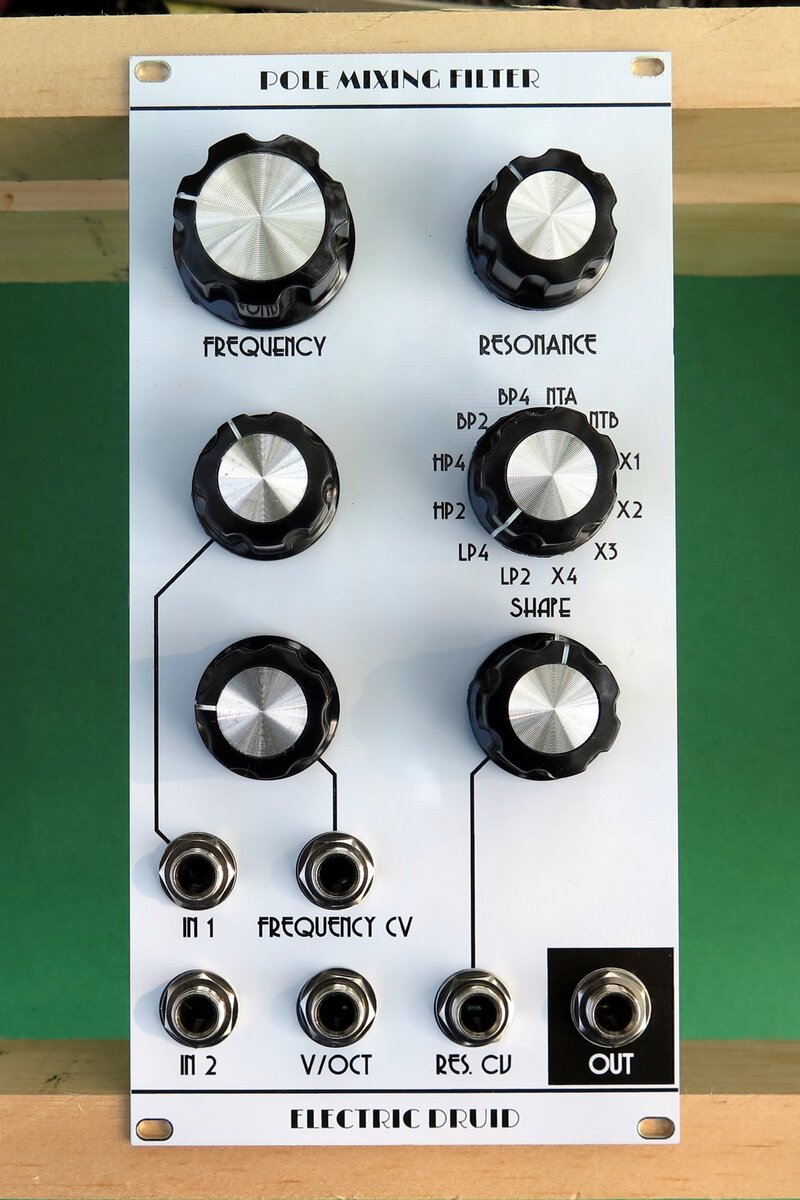 POLE MIXING FILTER
FREQUENCY
RESONANCE
BP4 NTA
BP2 NTB
HP4 X1
HP2 X2
LP4 X3
LP2 X4
SHAPE
IN 1 FREQUENCY CV
IN 2 V/OCT RES. CV OUT
ELECTRIC DRUID